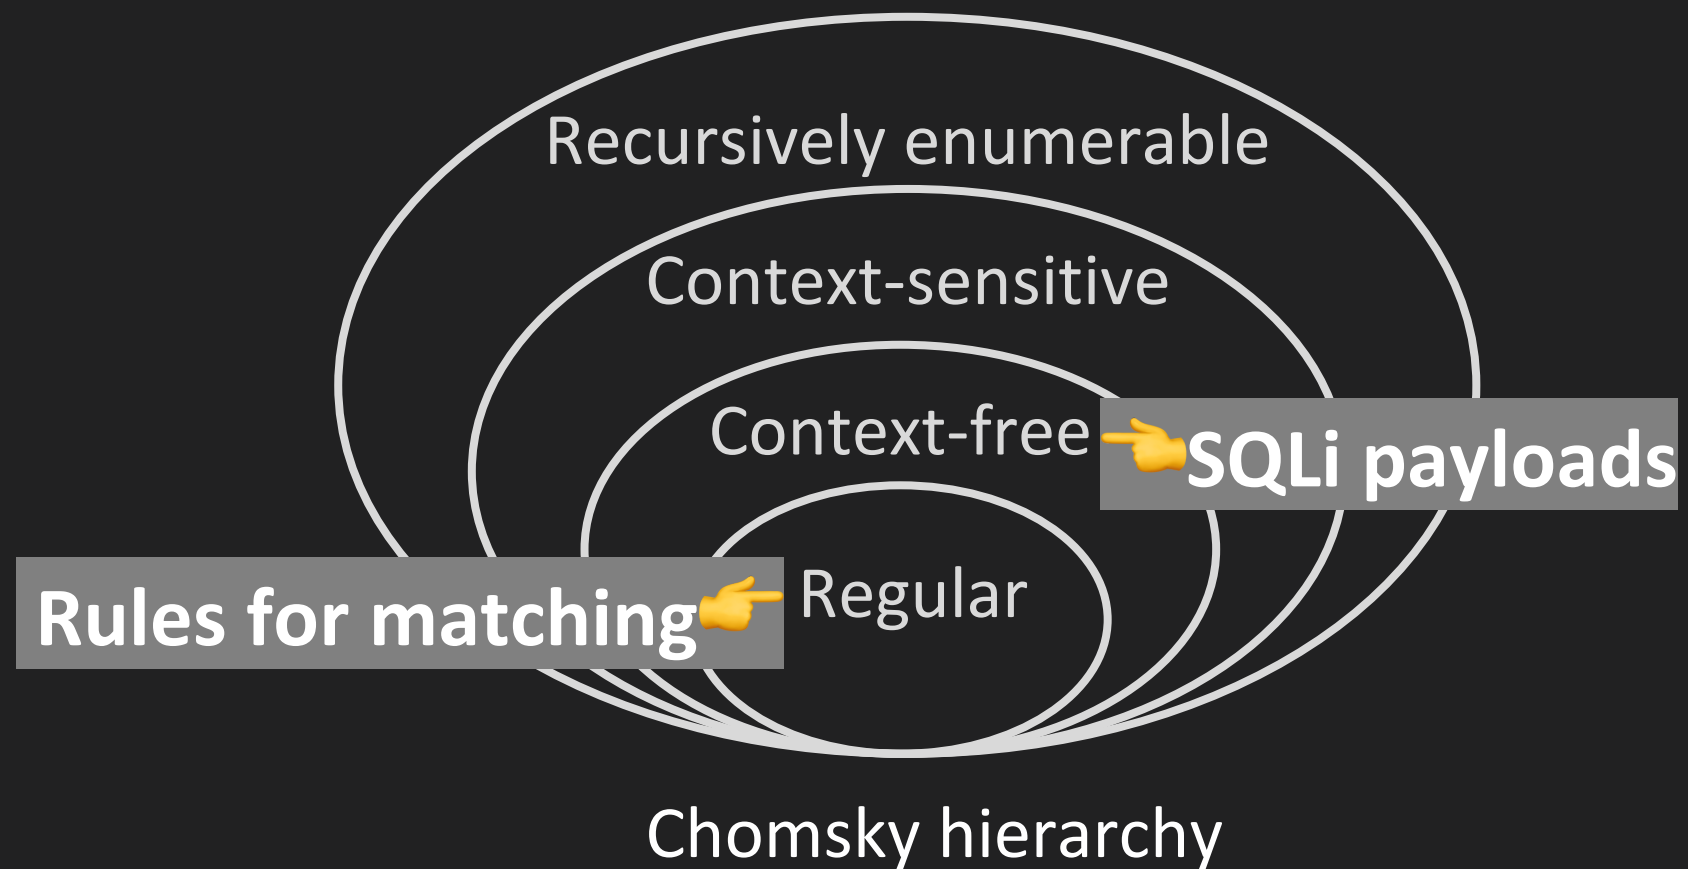 Recursively enumerable
Context-sensitive
Context-free
SQLi payloads
Rules for matching
Regular
Chomsky hierarchy